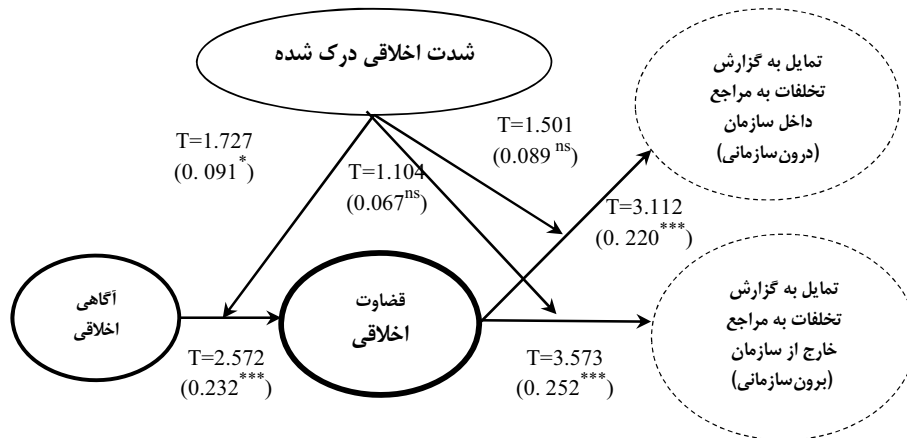 شدت اخلاقی درک شده
تمایل به گزارش
تخلفات به مراجع
داخل سازمان
(درون‌سازمانی)
T=1.727
(0. 091*)
T=1.104
(0.067ns)
T=1.501
(0.089 ns)
T=3.112
(0. 220***)
آگاهی
اخلاقی
قضاوت
اخلاقی
T=2.572
(0.232***)
T=3.573
(0. 252***)
تمایل به گزارش
تخلفات به مراجع
خارج از سازمان
(برون‌سازمانی)